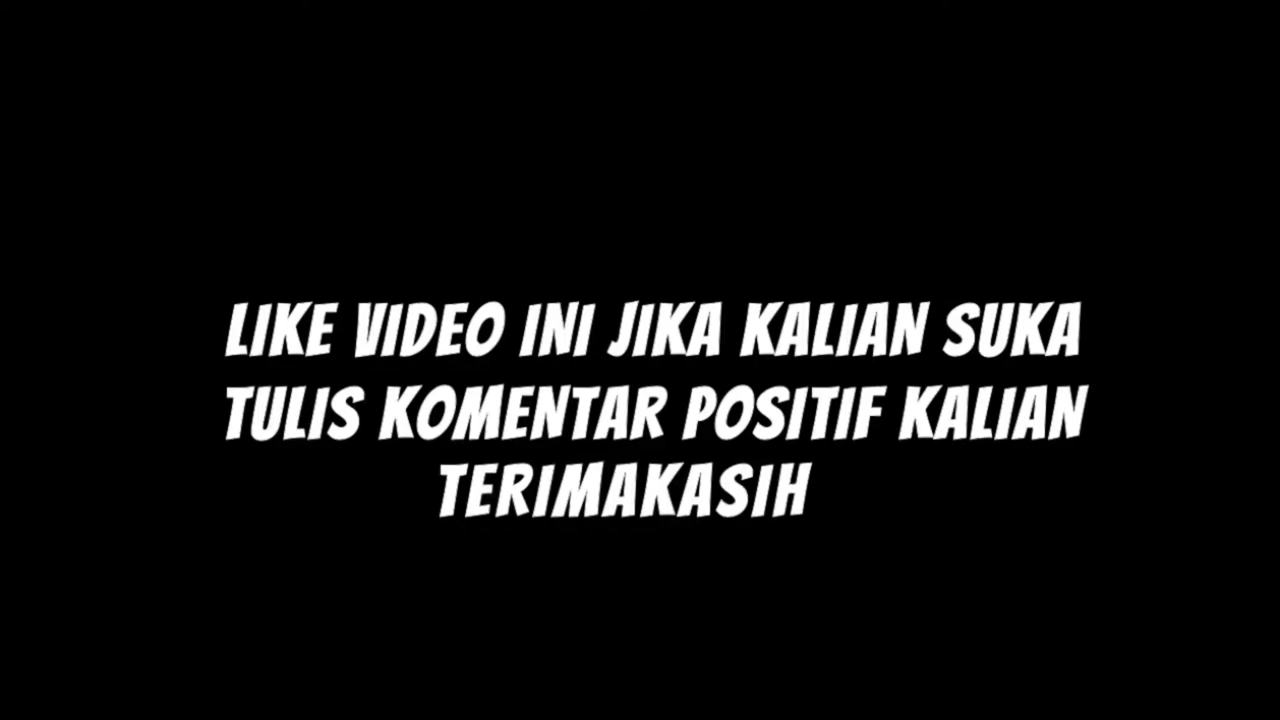 LIKE VIDEO INI JIKA KALIAN SUKA
TULIS KOMENTAR POSITIF KALIAN
TERIMAKASIH